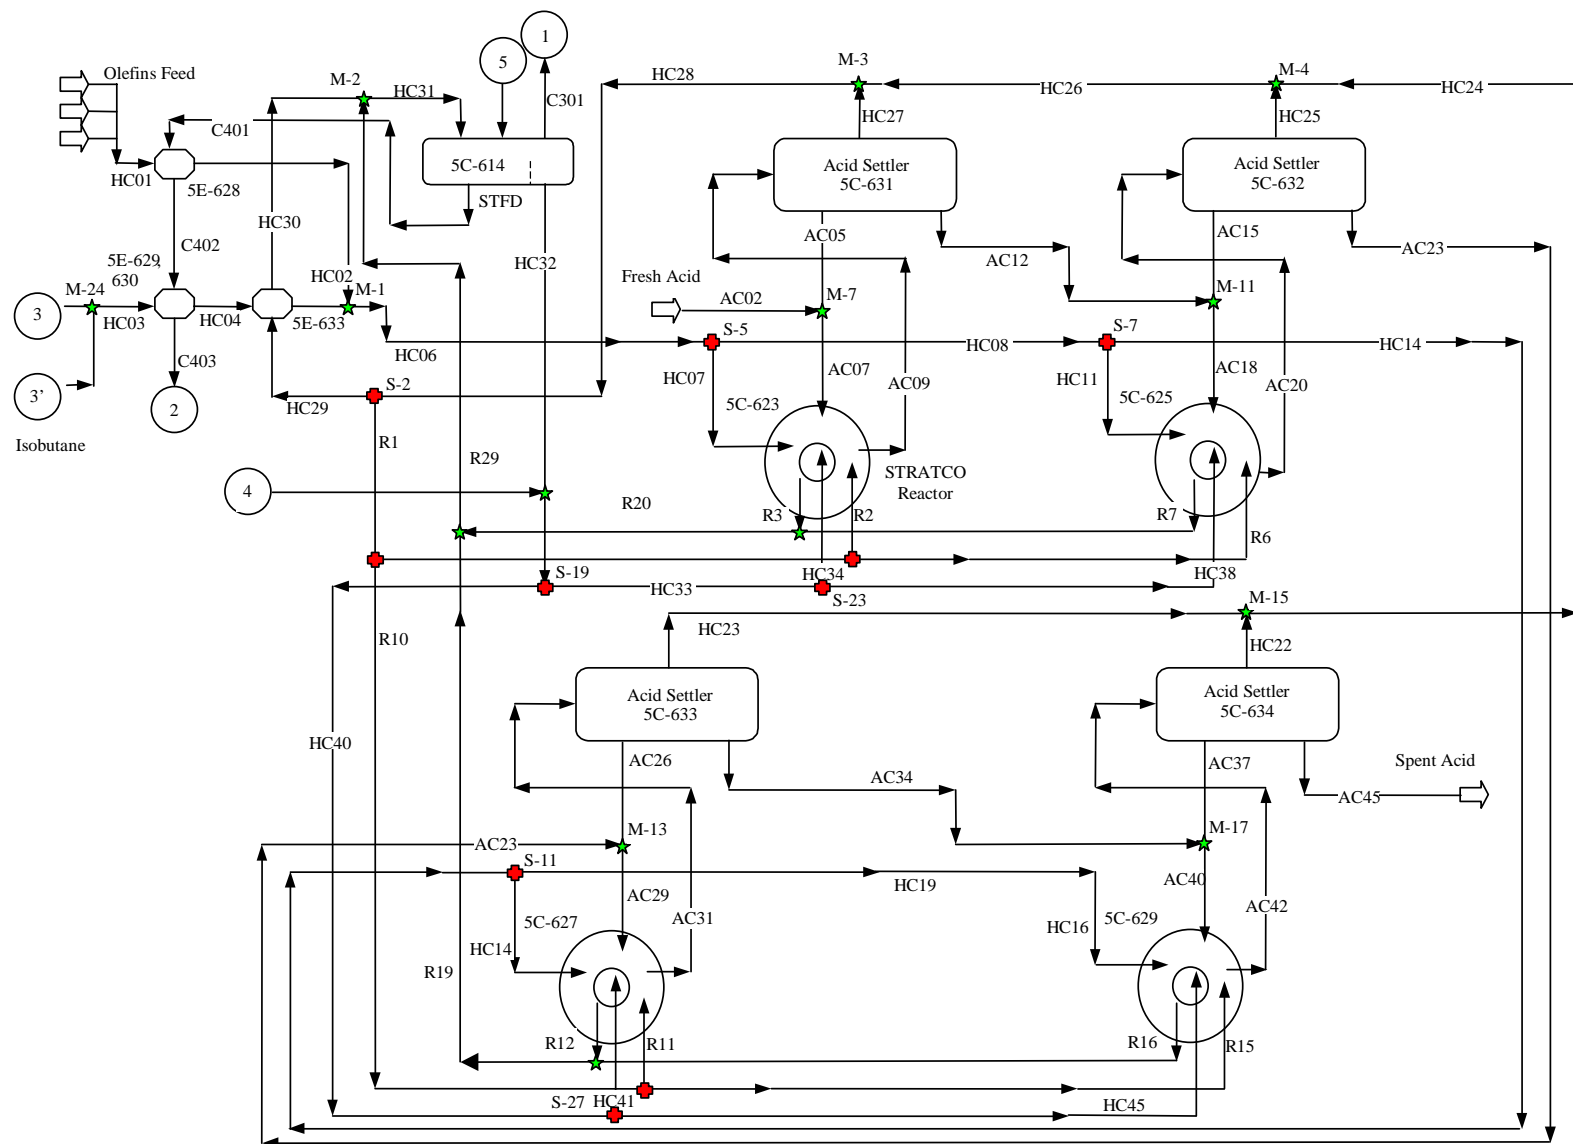 1
5
M-3
M-4
Olefins Feed
M-2
HC31
HC28
HC26
HC24
C301
HC27
HC25
C401
5C-614
Acid Settler
5C-631
Acid Settler
5C-632
HC01
5E-628
STFD
HC30
C402
AC05
AC15
AC12
AC23
5E-629,
630
HC02
HC32
Fresh Acid
M-24
M-1
AC02
M-7
M-11
3
HC03
HC04
5E-633
S-5
S-7
HC06
HC08
HC14
C403
HC07
AC07
AC09
HC11
AC18
AC20
3’
2
S-2
HC29
5C-623
5C-625
Isobutane
R1
R29
STRATCO
Reactor
4
R20
R3
R2
R7
R6
S-19
HC33
HC34
HC38
S-23
M-15
R10
HC23
HC22
Acid Settler
5C-633
Acid Settler
5C-634
HC40
AC26
AC34
AC37
Spent Acid
AC45
M-13
M-17
AC23
S-11
AC29
HC19
AC40
5C-627
AC31
HC16
5C-629
AC42
HC14
R19
R12
R11
R16
R15
S-27
HC41
HC45